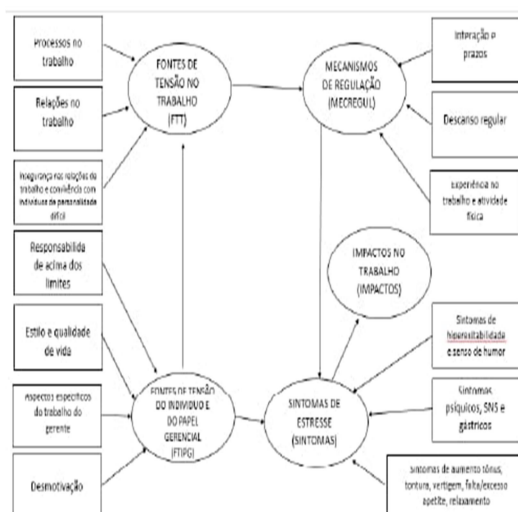 Processos no
trabalho
Relações no
trabalho
Insegurança nas relações de
trabalho e convivência com
indivíduos de personalidade
difícil
Responsabilida
de acima dos
limites
Estilo e qualidade
de vida
Aspectos específicos
do trabalho do
gerente
Desmotivação
FONTES DE
TENSÃO NO
TRABALHO
(FTT)
FONTES DE TENSÃO
DO INDIVIDUO E
DO PAPEL
GERENCIAL
(FTIPG)
MECANISMOS
DE REGULAÇÃO
(MECREGUL)
IMPACTOS NO
TRABALHO
(IMPACTOS)
SINTOMAS DE
ESTRESSE
(SINTOMAS)
Interação e
prazos
Descanso regular
Experiência no
trabalho e atividade
física
Sintomas de
hiperexitabilidade
e senso de humor
Sintomas
psíquicos, SNS e
gástricos
Sintomas de aumento tônus,
tontura, vertigem, falta/excesso
apetite, relaxamento